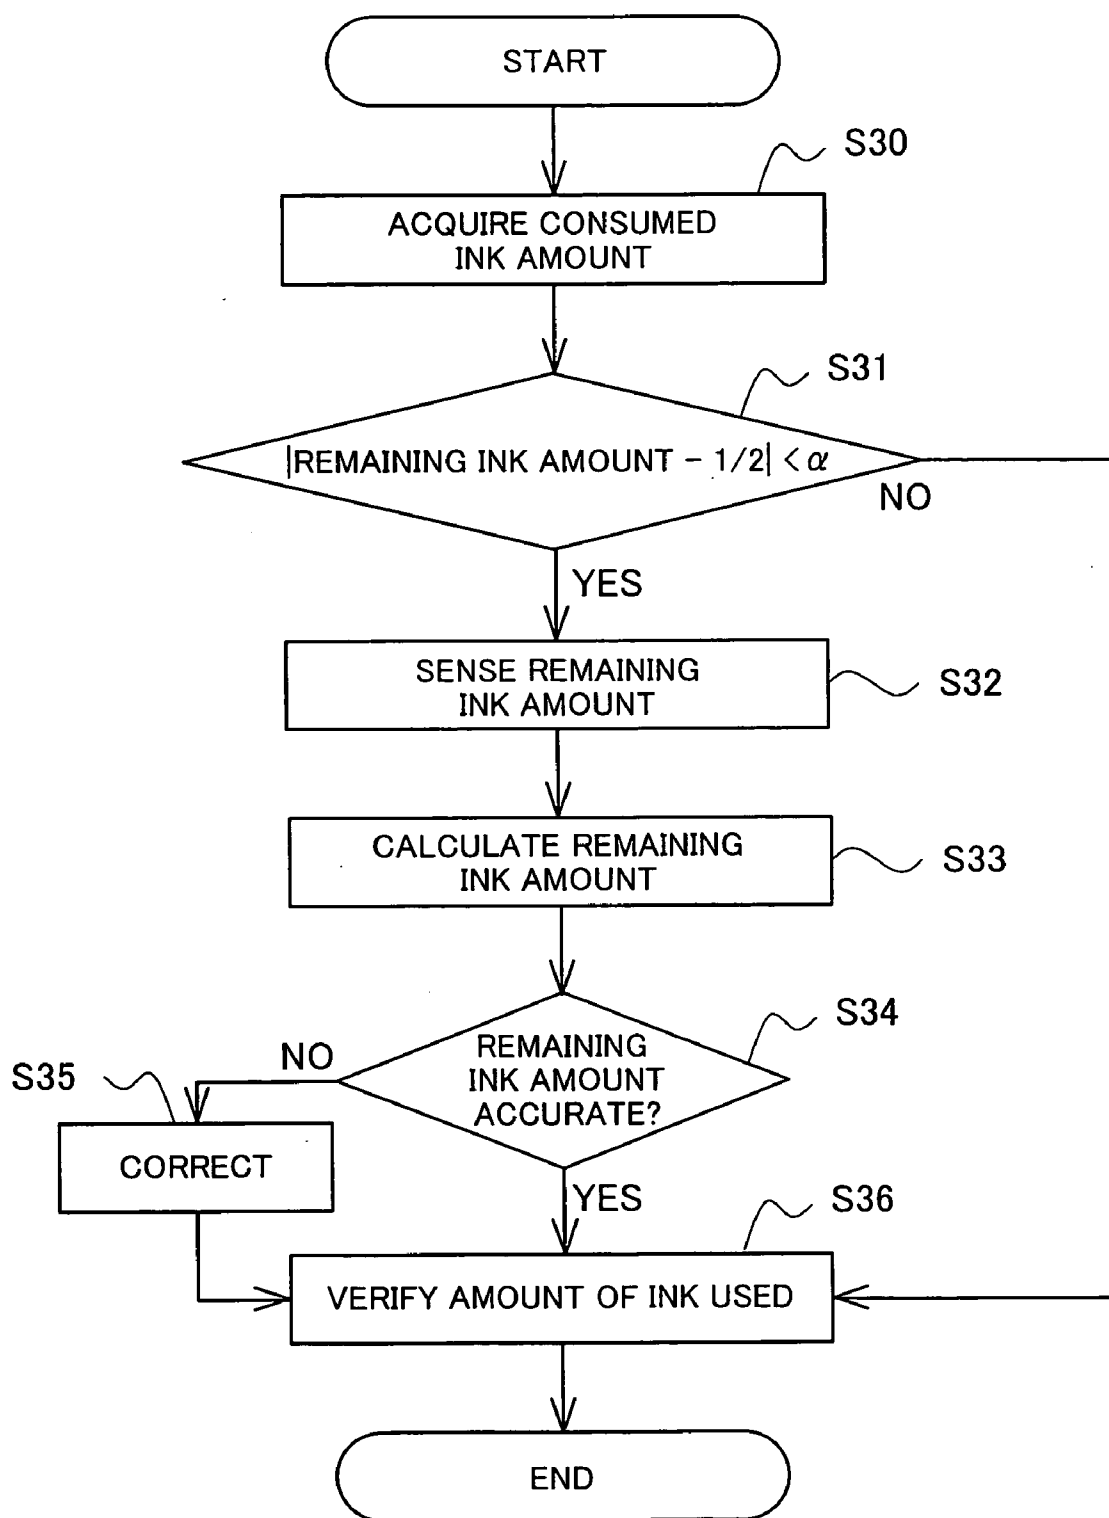 START
S30
ACQUIRE CONSUMED
INK AMOUNT
S31
|REMAINING INK AMOUNT - 1/2| < α
NO
YES
SENSE REMAINING
INK AMOUNT
S32
CALCULATE REMAINING
INK AMOUNT
S33
S34
REMAINING
INK AMOUNT
ACCURATE?
NO
S35
CORRECT
YES
S36
VERIFY AMOUNT OF INK USED
END